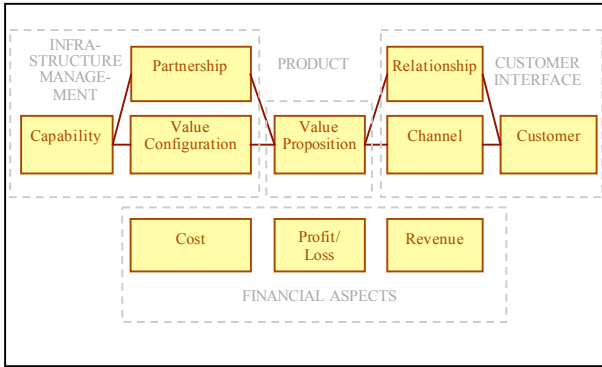 INFRA-
STRUCTURE
MANAGE-
MENT
Partnership
PRODUCT
Relationship
CUSTOMER
INTERFACE
Capability
Value
Configuration
Value
Proposition
Channel
Customer
Cost
Profit/
Loss
Revenue
FINANCIAL ASPECTS